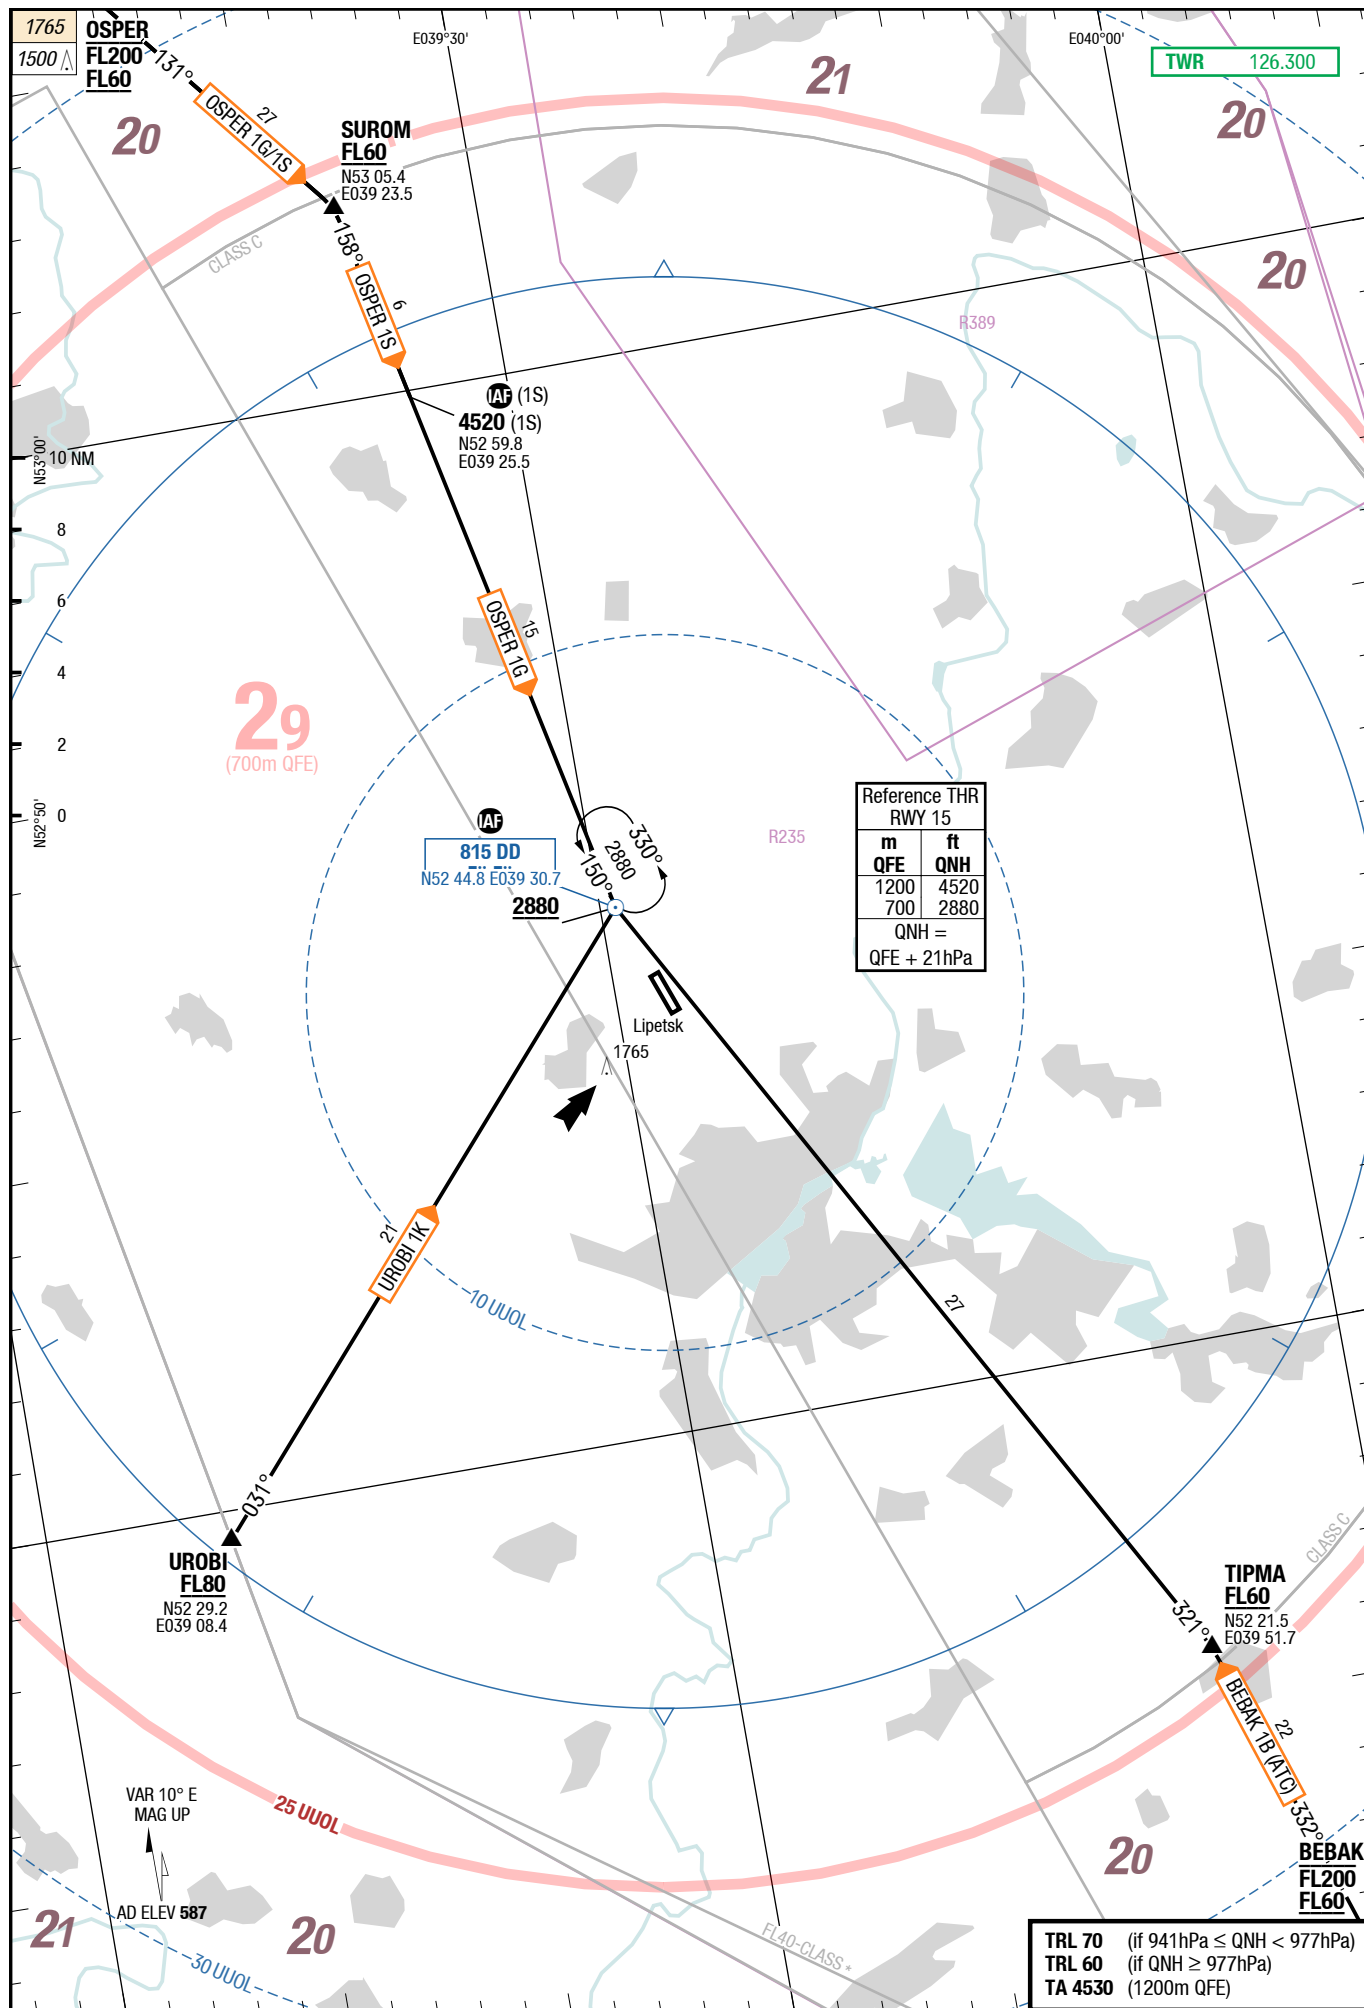 1765
1500
OSPER
FL200
FL60
131°
27
OSPER 1G/1S
E039°30'
E040°00'
TWR 126.300
21
20
20
20
SUROM
FL60
N53 05.4
E039 23.5
CLASS C
158°
OSPER 1S
6
R389
IAF (1S)
4520 (1S)
N52 59.8
E039 25.5
N53°00'
10 NM
8
6
4
2
0
N52°50'
OSPER 1G
15
29
(700m QFE)
IAF
815 DD
N52 44.8 E039 30.7
2880
150°
2880
330°
R235
Reference THR
RWY 15
m ft
QFE QNH
1200 4520
700 2880
QNH =
QFE + 21hPa
Lipetsk
1765
21
UROBI 1K
10 UUOL
27
031°
UROBI
FL80
N52 29.2
E039 08.4
CLASS C
TIPMA
FL60
N52 21.5
E039 51.7
321°
BEBAK 1B (ATC)
22
332°
BEBAK
FL200
FL60
25 UUOL
VAR 10° E
MAG UP
AD ELEV 587
21
20
20
30 UUOL
FL40-CLASS *
TRL 70 (if 941hPa ≤ QNH < 977hPa)
TRL 60 (if QNH ≥ 977hPa)
TA 4530 (1200m QFE)